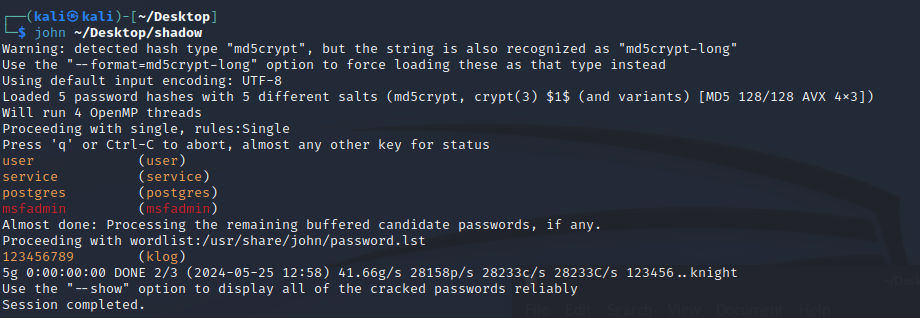 ┌──(kali㉿kali)-[~/Desktop]
└─$ john ~/Desktop/shadow
Warning: detected hash type "md5crypt", but the string is also recognized as "md5crypt-long"
Use the "--format=md5crypt-long" option to force loading these as that type instead
Using default input encoding: UTF-8
Loaded 5 password hashes with 5 different salts (md5crypt, crypt(3) $1$ (and variants) [MD5 128/128 AVX 4×3])
Will run 4 OpenMP threads
Proceeding with single, rules:Single
Press 'q' or Ctrl-C to abort, almost any other key for status
user             (user)
service          (service)
postgres         (postgres)
msfadmin         (msfadmin)
Almost done: Processing the remaining buffered candidate passwords, if any.
Proceeding with wordlist:/usr/share/john/password.lst
123456789        (klog)
5g 0:00:00:00 DONE 2/3 (2024-05-25 12:58) 41.66g/s 28158p/s 28233c/s 28233C/s 123456..knight
Use the "--show" option to display all of the cracked passwords reliably
Session completed.
File Edit Search View Document Help